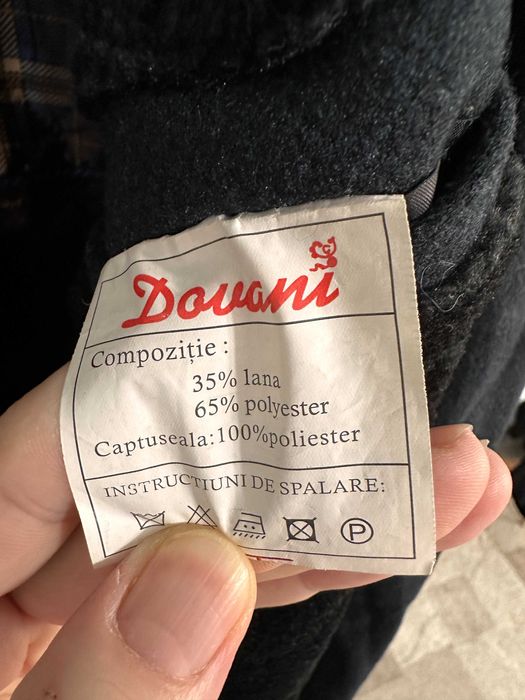 Dovani
Compoziție :
35% lana
65% polyester
Captuseala: 100%poliester
INSTRUCTIUNI DE SPALARE:
P